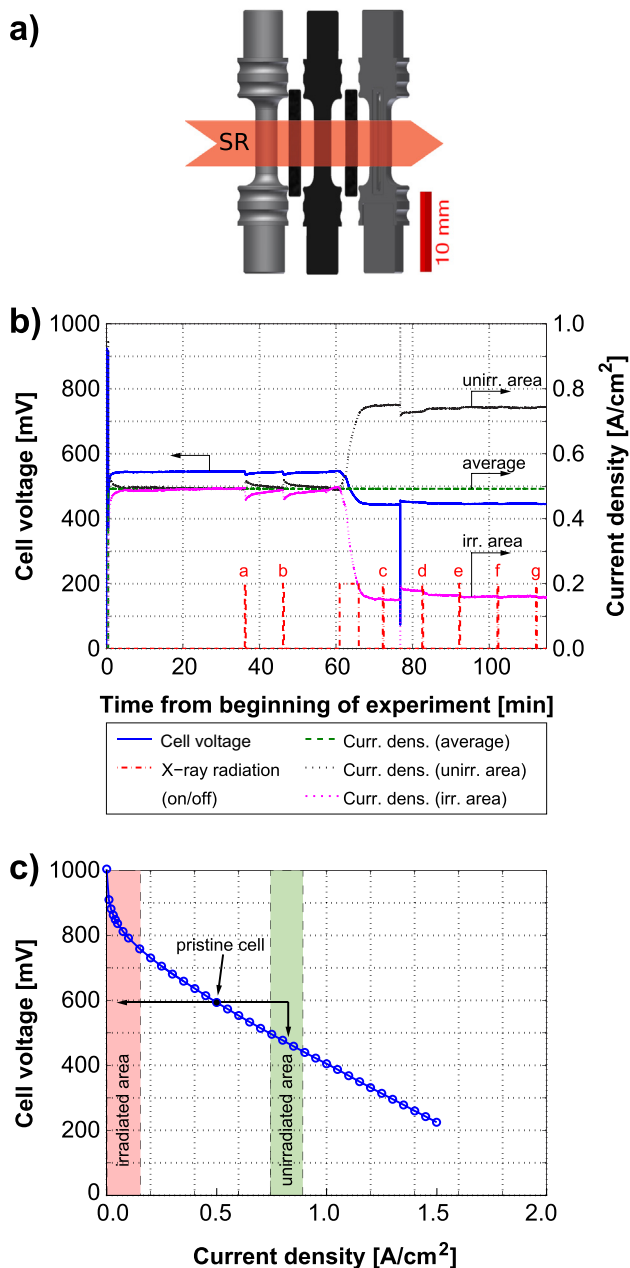 a)
SR
10 mm
b)
1000
800
600
400
200
0
Cell voltage [mV]
1.0
0.8
0.6
0.4
0.2
0.0
Current density [A/cm²]
unirr. area
average
irr. area
a b c d e f g
0 20 40 60 80 100
Time from beginning of experiment [min]
Cell voltage
X−ray radiation
(on/off)
Curr. dens. (average)
Curr. dens. (unirr. area)
Curr. dens. (irr. area)
c)
1000
800
600
400
200
0
Cell voltage [mV]
pristine cell
irradiated area
unirradiated area
0.0 0.5 1.0 1.5 2.0
Current density [A/cm²]